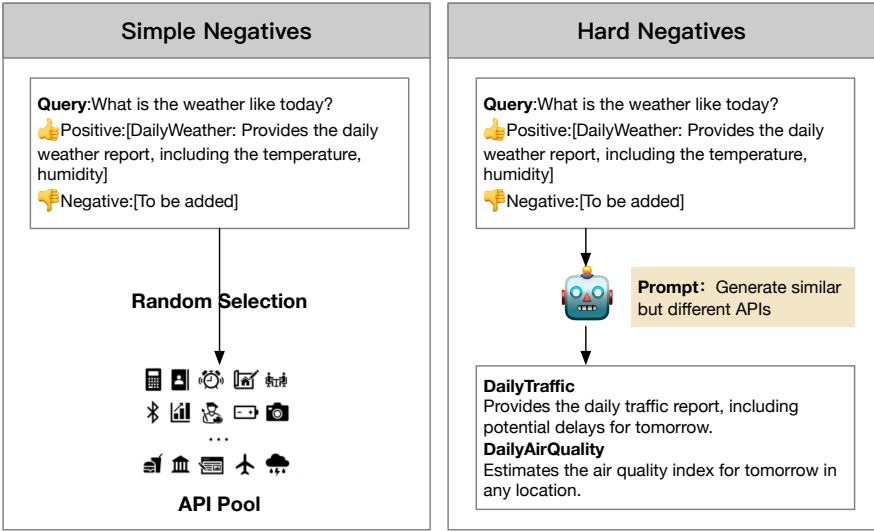 Simple Negatives
Query:What is the weather like today?
👍Positive:[DailyWeather: Provides the daily
weather report, including the temperature,
humidity]
👎Negative:[To be added]
Random Selection
...
API Pool
Hard Negatives
Query:What is the weather like today?
👍Positive:[DailyWeather: Provides the daily
weather report, including the temperature,
humidity]
👎Negative:[To be added]
Prompt: Generate similar
but different APIs
DailyTraffic
Provides the daily traffic report, including
potential delays for tomorrow.
DailyAirQuality
Estimates the air quality index for tomorrow in
any location.